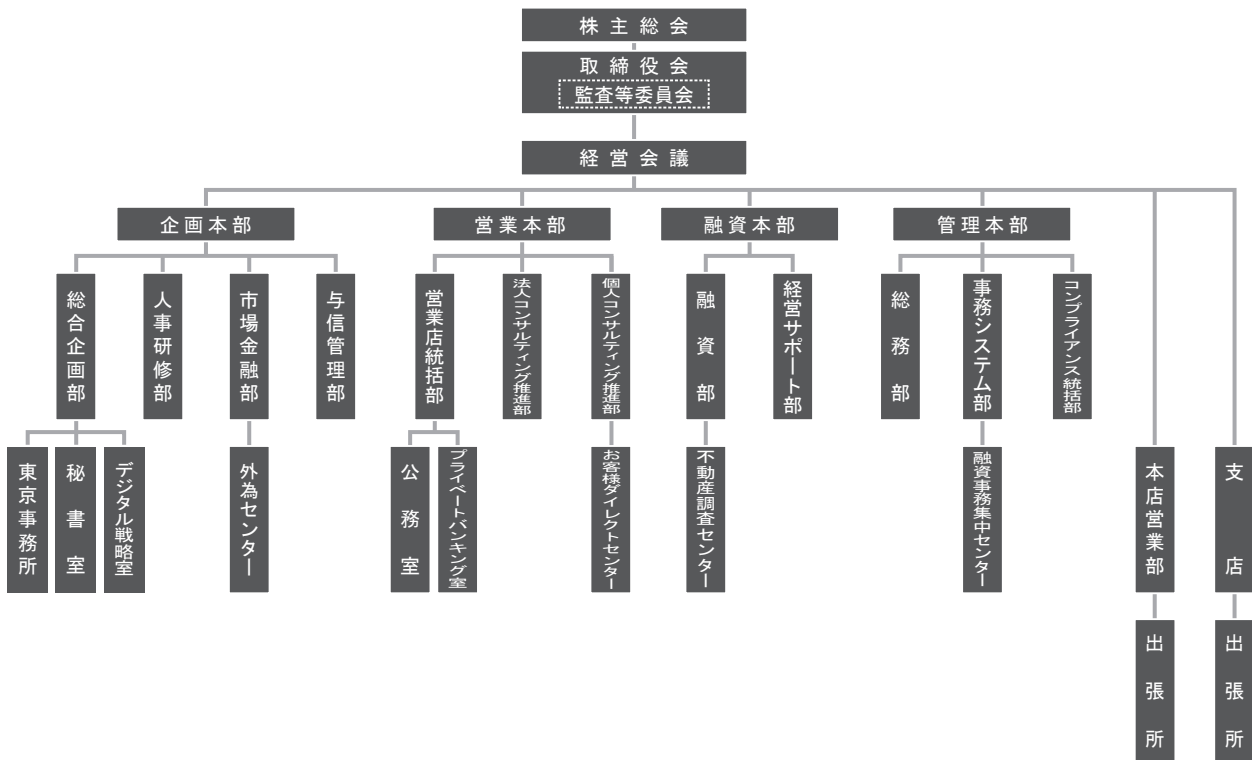 株主総会
取締役会
監査等委員会
経営会議
企画本部
営業本部
融資本部
管理本部
総合企画部
人事研修部
市場金融部
与信管理部
営業店統括部
法人コンサルティング推進部
個人コンサルティング推進部
融資部
経営サポート部
総務部
事務システム部
コンプライアンス統括部
東京事務所
秘書室
デジタル戦略室
外為センター
公務室
プライベートバンキング室
お客様ダイレクトセンター
不動産調査センター
融資事務集中センター
本店営業部
支店
出張所
出張所